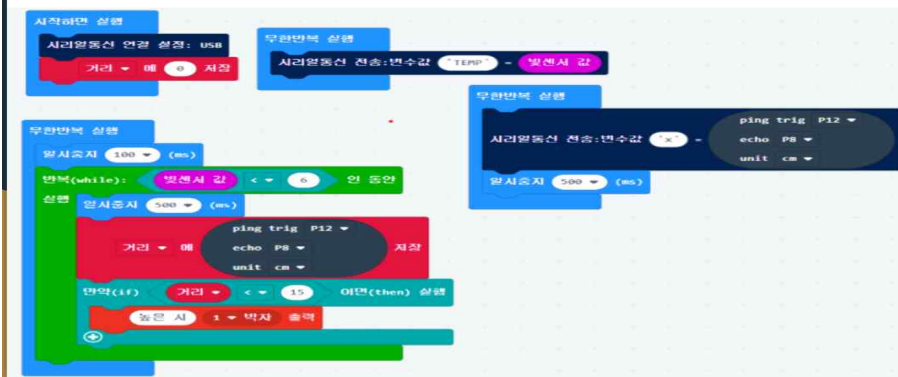 시작하면 실행
시리얼통신 연결 설정: USB
거리 에 0 저장
무한반복 실행
시리얼통신 전송:변수값 "TEMP" = 빛센서 값
무한반복 실행
시리얼통신 전송:변수값 "x" =
ping trig P12
echo P8
unit cm
일시중지 500 (ms)
무한반복 실행
일시중지 100 (ms)
반복(while): 빛센서 값 < 6 인 동안
실행 일시중지 500 (ms)
거리 에
ping trig P12
echo P8
unit cm
저장
만약(if) 거리 < 15 이면(then) 실행
높은 시 1 박자 출력